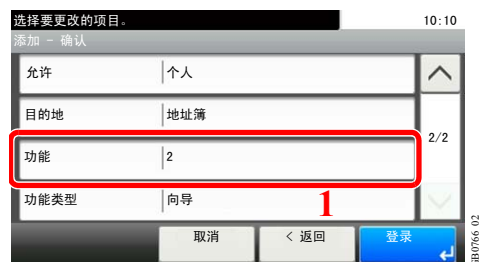 选择要更改的项目。 10:10
添加 - 确认
允许 个人
目的地 地址簿
2/2
功能 2
功能类型 向导
1
取消 < 返回 登录
GB0766_02